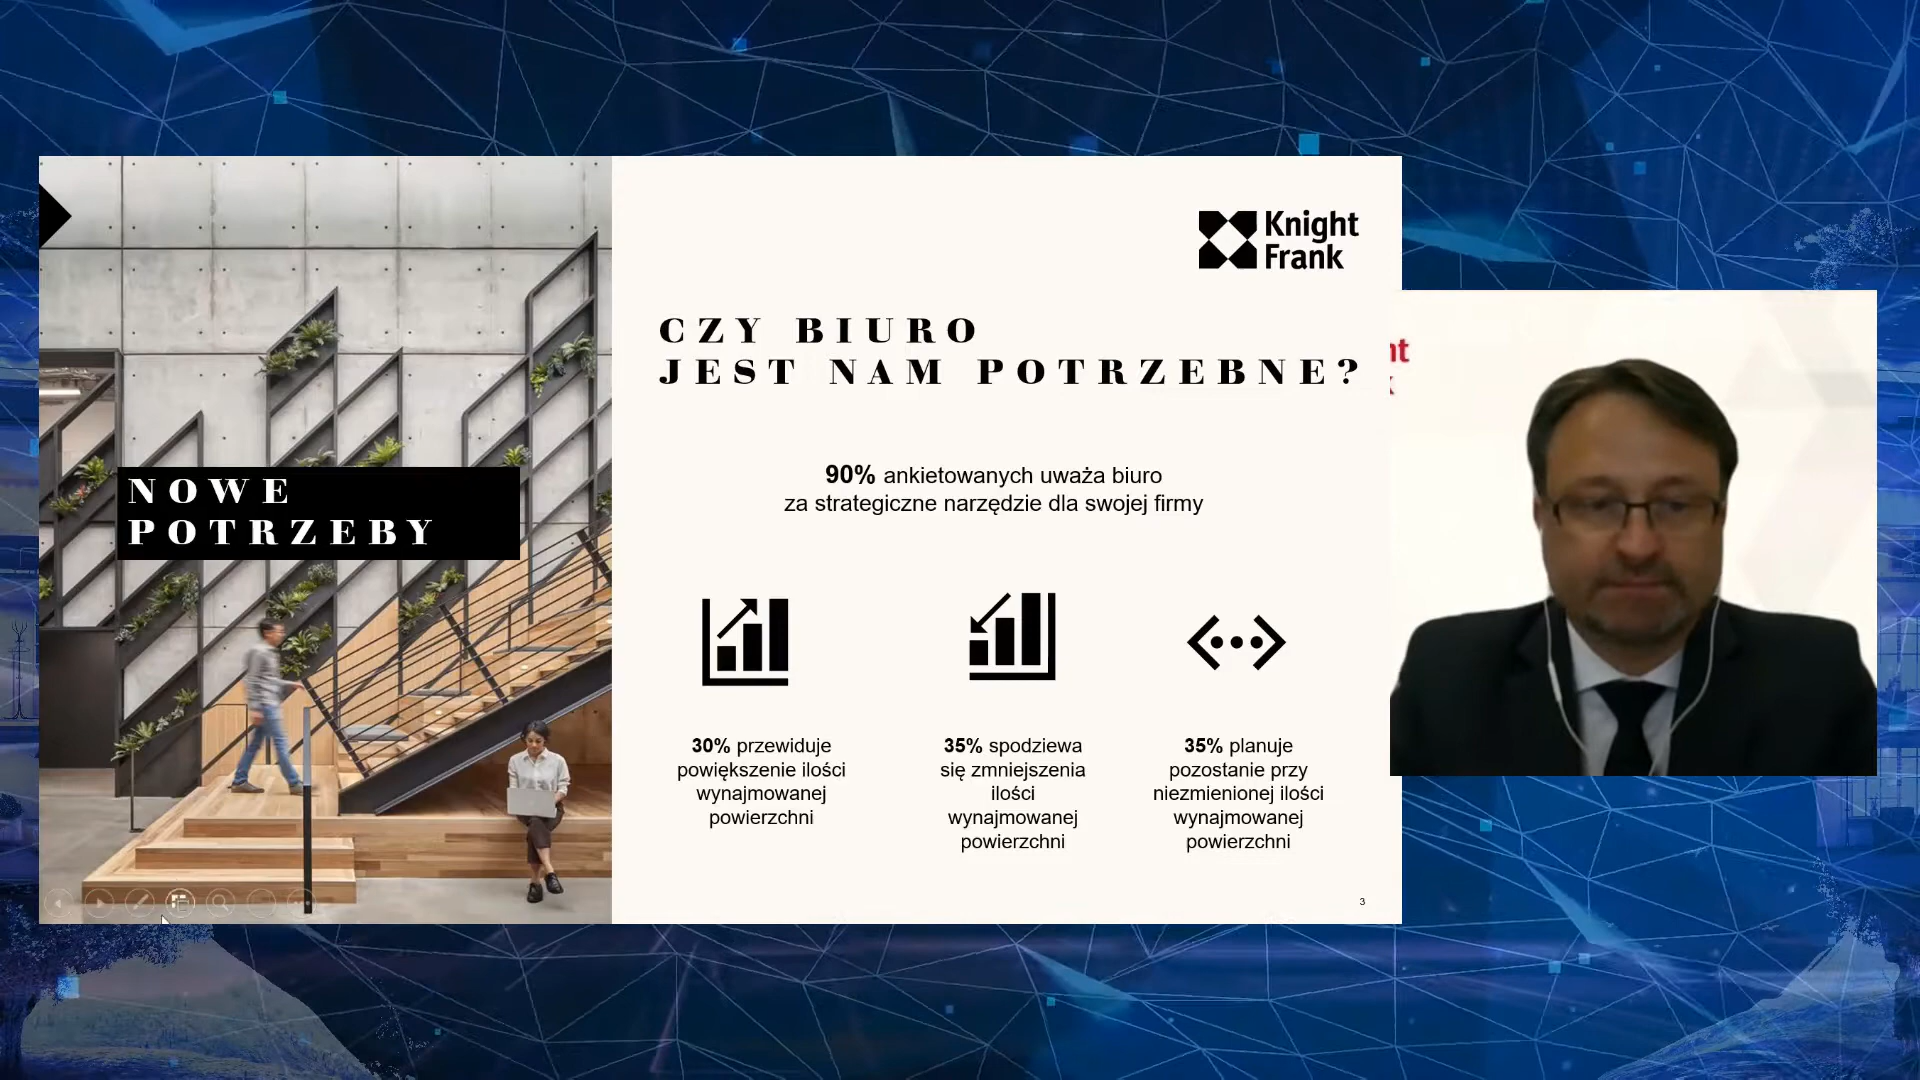 NOWE
POTRZEBY
Knight
Frank
CZY BIURO
JEST NAM POTRZEBNE?
90% ankietowanych uważa biuro
za strategiczne narzędzie dla swojej firmy
30% przewiduje
powiększenie ilości
wynajmowanej
powierzchni
35% spodziewa
się zmniejszenia
ilości
wynajmowanej
powierzchni
35% planuje
pozostanie przy
niezmienionej ilości
wynajmowanej
powierzchni
3
ht
k